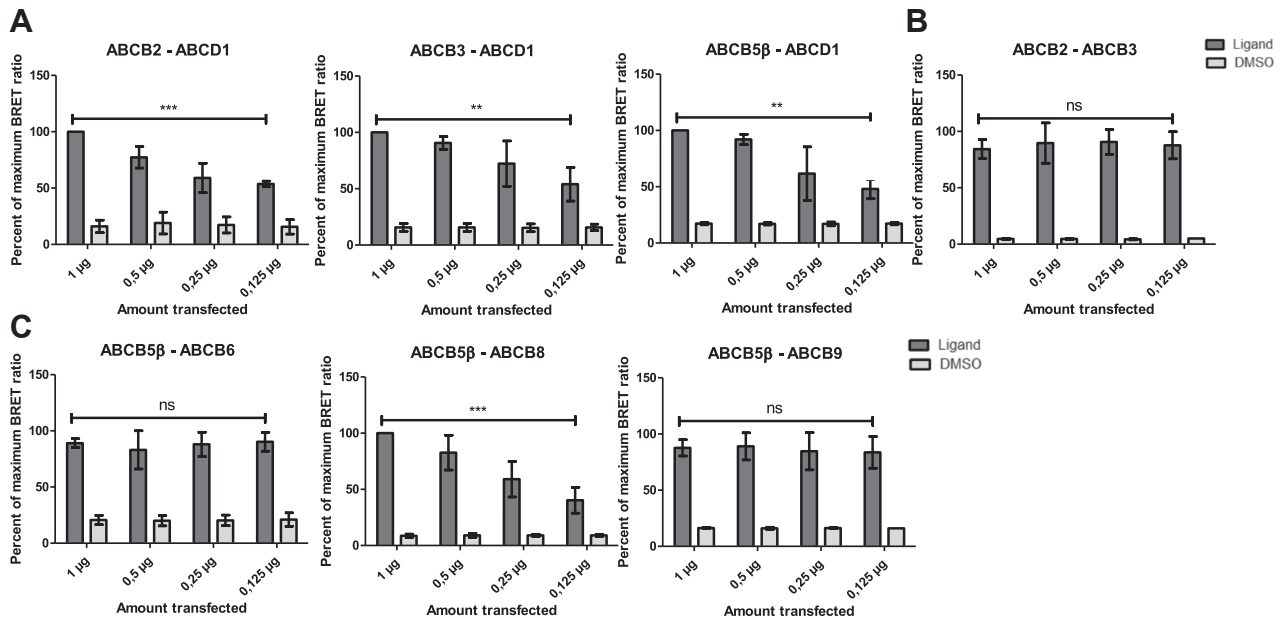 A
ABCB2 - ABCD1
Percent of maximum BRET ratio
150
100
50
0
***
1 µg
0,5 µg
0,25 µg
0,125 µg
Amount transfected
ABCB3 - ABCD1
Percent of maximum BRET ratio
150
100
50
0
**
1 µg
0,5 µg
0,25 µg
0,125 µg
Amount transfected
ABCB5β - ABCD1
Percent of maximum BRET ratio
150
100
50
0
**
1 µg
0,5 µg
0,25 µg
0,125 µg
Amount transfected
B
ABCB2 - ABCB3
Ligand
DMSO
Percent of maximum BRET ratio
150
100
50
0
ns
1 µg
0,5 µg
0,25 µg
0,125 µg
Amount transfected
C
ABCB5β - ABCB6
Percent of maximum BRET ratio
150
100
50
0
ns
1 µg
0,5 µg
0,25 µg
0,125 µg
Amount transfected
ABCB5β - ABCB8
Percent of maximum BRET ratio
150
100
50
0
***
1 µg
0,5 µg
0,25 µg
0,125 µg
Amount transfected
ABCB5β - ABCB9
Ligand
DMSO
Percent of maximum BRET ratio
150
100
50
0
ns
1 µg
0,5 µg
0,25 µg
0,125 µg
Amount transfected